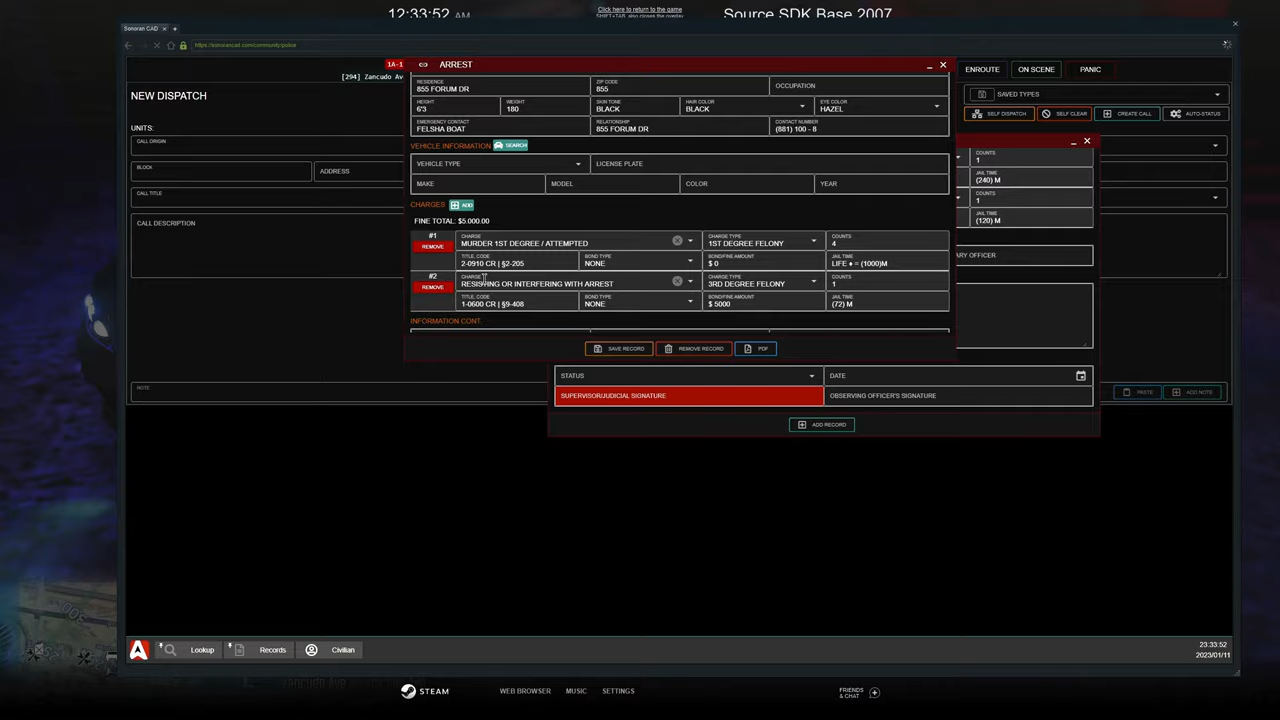 12:33:52 AM
Click here to return to the game
SHIFT+TAB also closes the overlay
Source SDK Base 2007
Sonoran CAD
https://sonorancad.com/community/police
1A-1
ARREST
ENROUTE
ON SCENE
PANIC
[294] Zancudo Av
NEW DISPATCH
RESIDENCE
855 FORUM DR
ZIP CODE
855
OCCUPATION
SAVED TYPES
HEIGHT
6'3
WEIGHT
180
SKIN TONE
BLACK
HAIR COLOR
BLACK
EYE COLOR
HAZEL
SELF DISPATCH
SELF CLEAR
CREATE CALL
AUTO-STATUS
UNITS:
EMERGENCY CONTACT
FELSHA BOAT
RELATIONSHIP
855 FORUM DR
CONTACT NUMBER
(881) 100 - 8
CALL ORIGIN
VEHICLE INFORMATION
SEARCH
VEHICLE TYPE
LICENSE PLATE
COUNTS
1
JAIL TIME
(240) M
COUNTS
1
JAIL TIME
(120) M
BLOCK
ADDRESS
MAKE
MODEL
COLOR
YEAR
CALL TITLE
CHARGES
ADD
CALL DESCRIPTION
FINE TOTAL: $5,000.00
#1
REMOVE
CHARGE
MURDER 1ST DEGREE / ATTEMPTED
CHARGE TYPE
1ST DEGREE FELONY
COUNTS
4
TITLE, CODE
2-0910 CR | §2-205
BOND TYPE
NONE
BOND/FINE AMOUNT
$ 0
JAIL TIME
LIFE ♦ = (1000)M
ARY OFFICER
#2
REMOVE
CHARGE
RESISTING OR INTERFERING WITH ARREST
CHARGE TYPE
3RD DEGREE FELONY
COUNTS
1
TITLE, CODE
1-0600 CR | §9-408
BOND TYPE
NONE
BOND/FINE AMOUNT
$ 5000
JAIL TIME
(72) M
INFORMATION CONT.
SAVE RECORD
REMOVE RECORD
PDF
STATUS
DATE
NOTE
SUPERVISOR/JUDICIAL SIGNATURE
OBSERVING OFFICER'S SIGNATURE
PASTE
ADD NOTE
ADD RECORD
Lookup
Records
Civilian
23:33:52
2023/01/11
Zancudo Ave
STEAM
WEB BROWSER
MUSIC
SETTINGS
FRIENDS
& CHAT